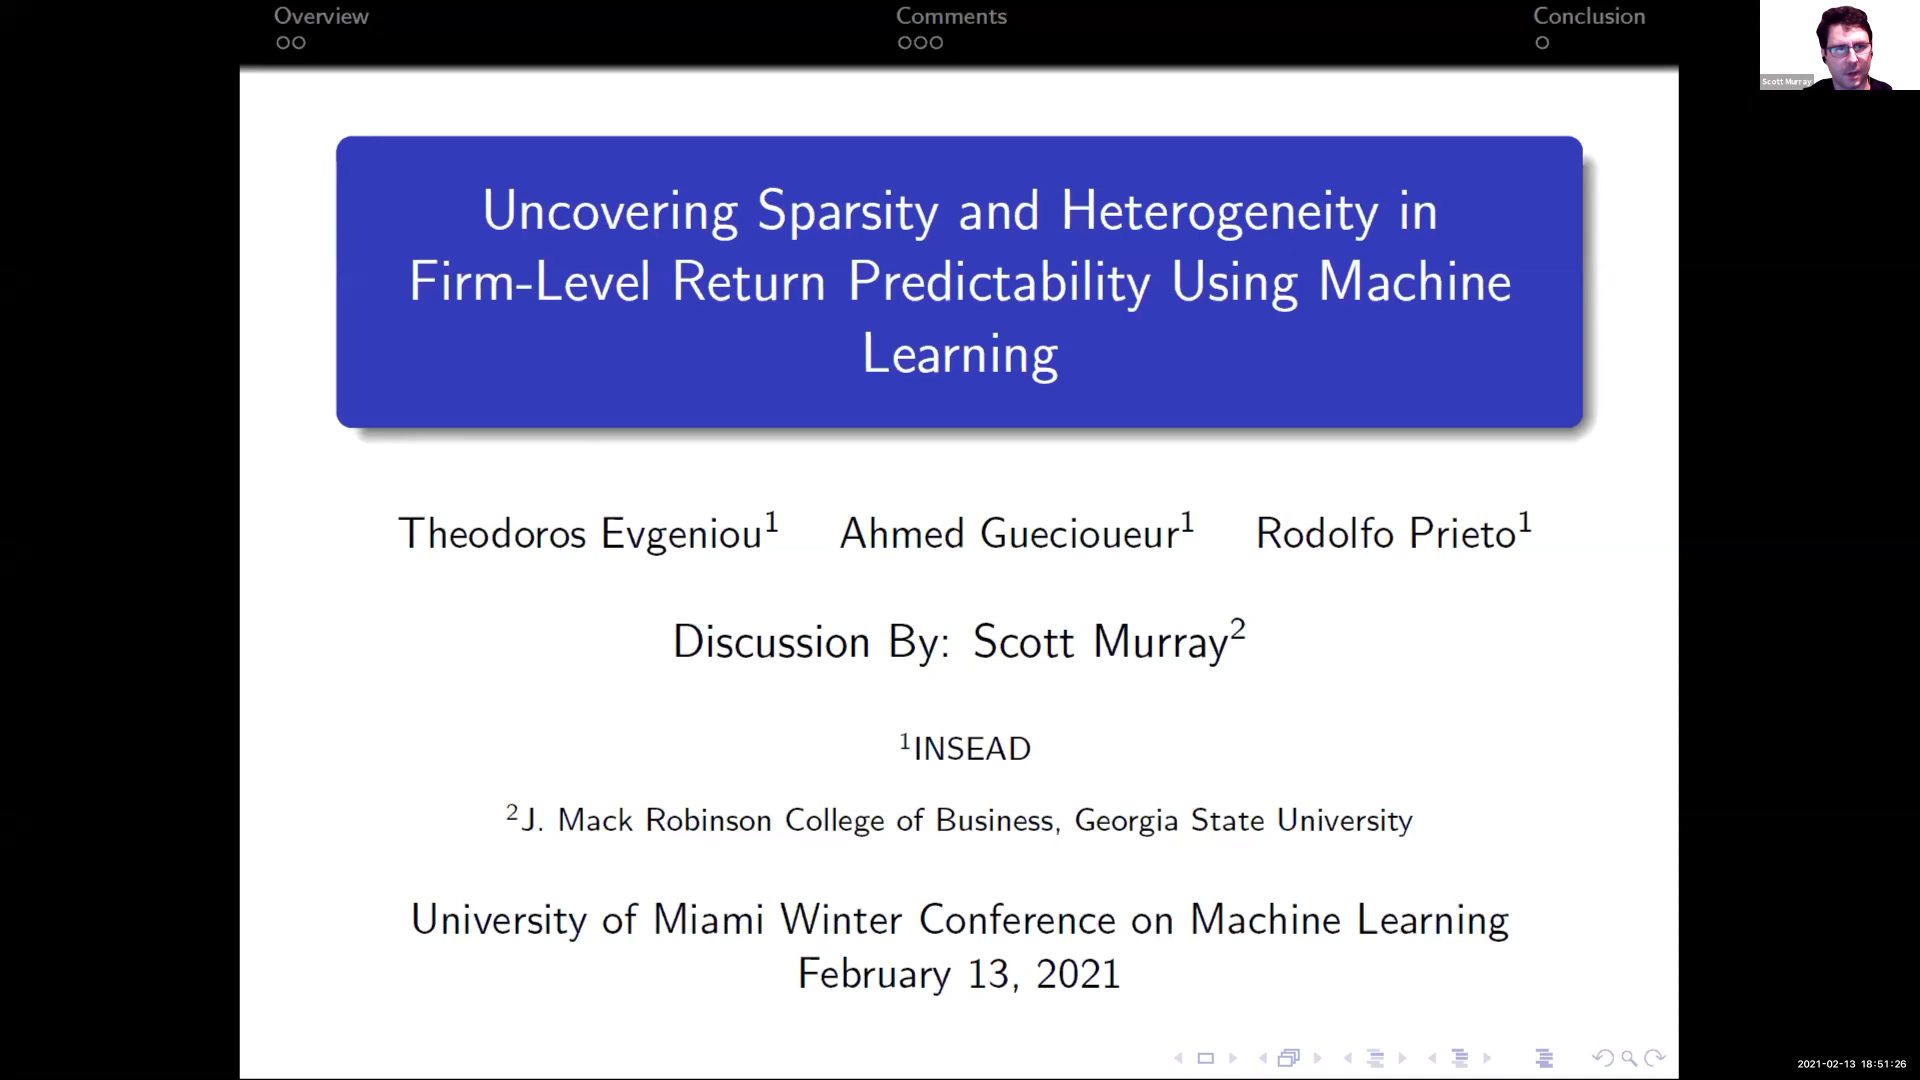 Overview
Comments
Conclusion
Scott Murray
Uncovering Sparsity and Heterogeneity in
Firm-Level Return Predictability Using Machine
Learning
Theodoros Evgeniou¹ Ahmed Guecioueur¹ Rodolfo Prieto¹
Discussion By: Scott Murray²
¹INSEAD
²J. Mack Robinson College of Business, Georgia State University
University of Miami Winter Conference on Machine Learning
February 13, 2021
2021-02-13 18:51:26